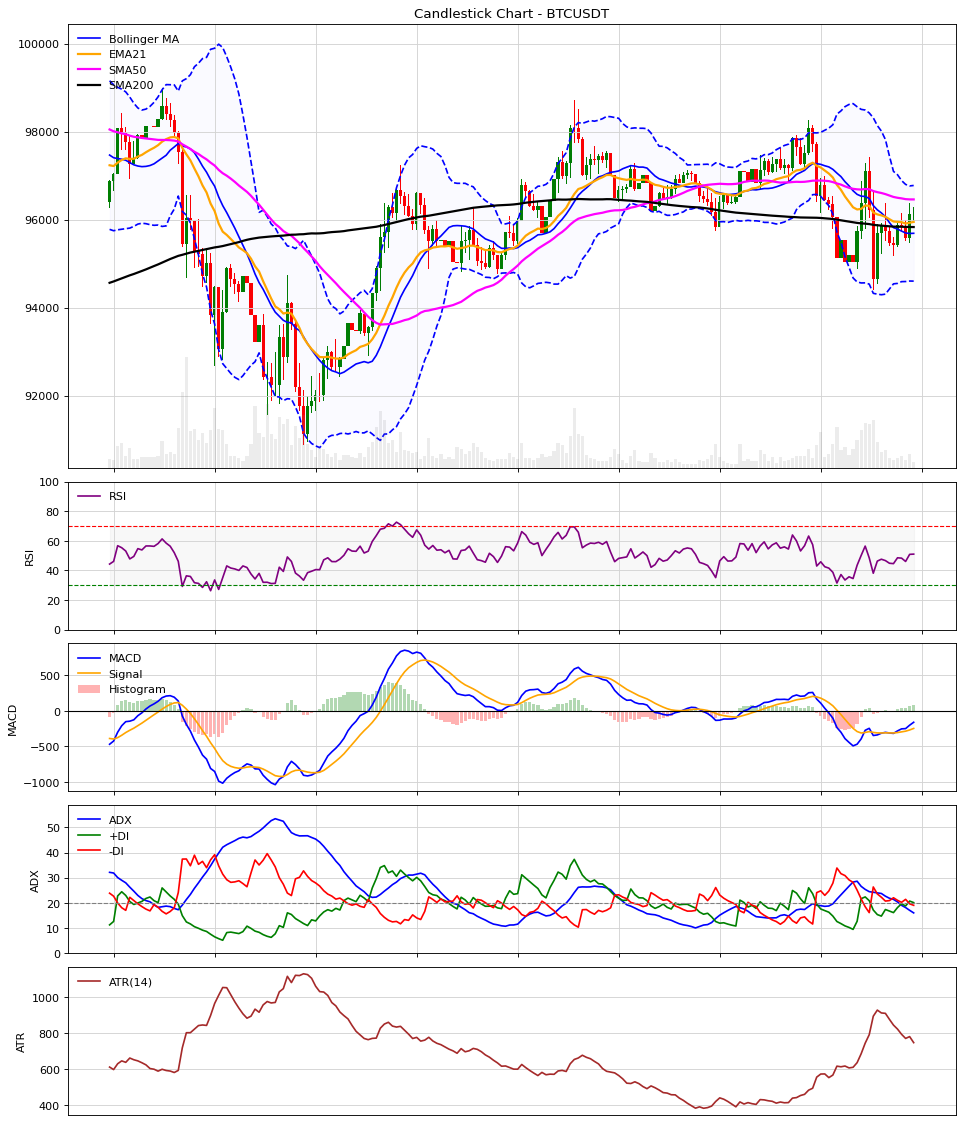 Candlestick Chart - BTCUSDT
Bollinger MA
EMA21
SMA50
SMA200
100000
98000
96000
94000
92000
RSI
100
80
60
40
20
0
RSI
MACD
Signal
Histogram
500
0
−500
−1000
MACD
ADX
+DI
-DI
50
40
30
20
10
0
ADX
ATR(14)
1000
800
600
400
ATR